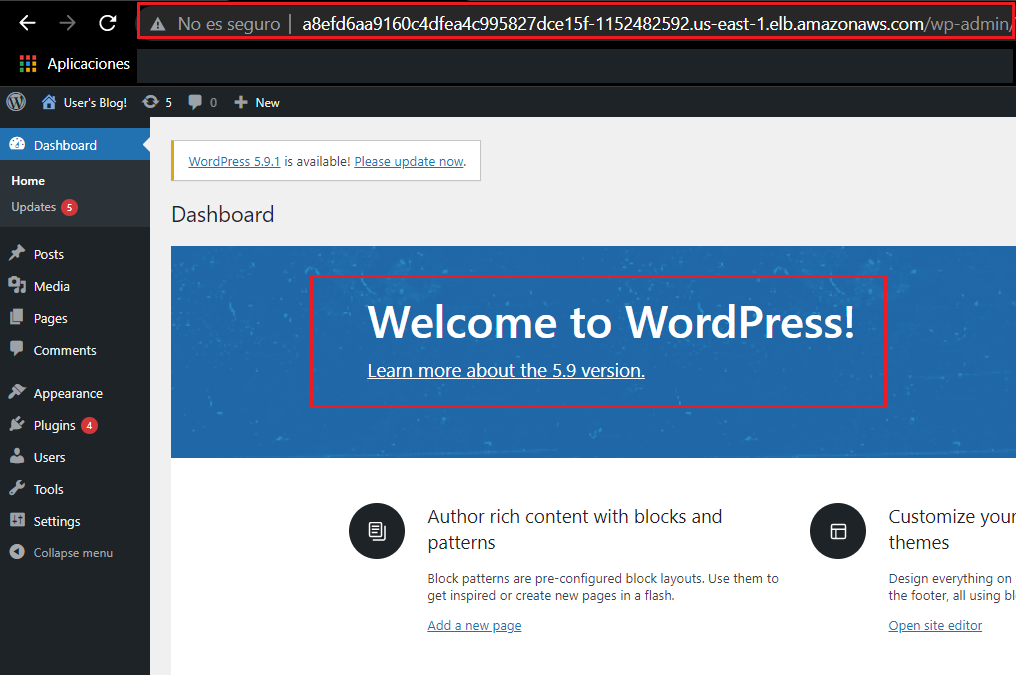 No es seguro | a8efd6aa9160c4dfea4c995827dce15f-1152482592.us-east-1.elb.amazonaws.com/wp-admin/
Aplicaciones
User's Blog! 5 0 New
Dashboard
Home
Updates 5
Posts
Media
Pages
Comments
Appearance
Plugins 4
Users
Tools
Settings
Collapse menu
WordPress 5.9.1 is available! Please update now.
Dashboard
Welcome to WordPress!
Learn more about the 5.9 version.
Author rich content with blocks and
patterns
Block patterns are pre-configured block layouts. Use them to
get inspired or create new pages in a flash.
Add a new page
Customize your
themes
Design everything on
the footer, all using
Open site editor